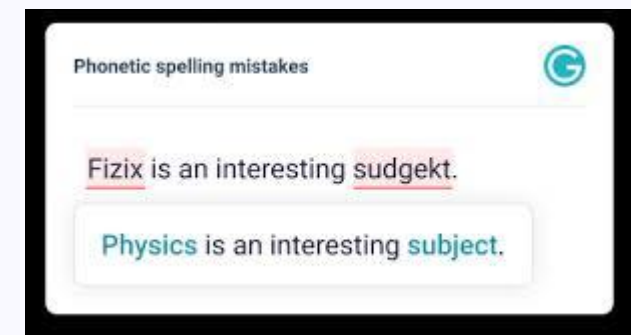 Phonetic spelling mistakes
Fizix is an interesting sudgekt.
Physics is an interesting subject.